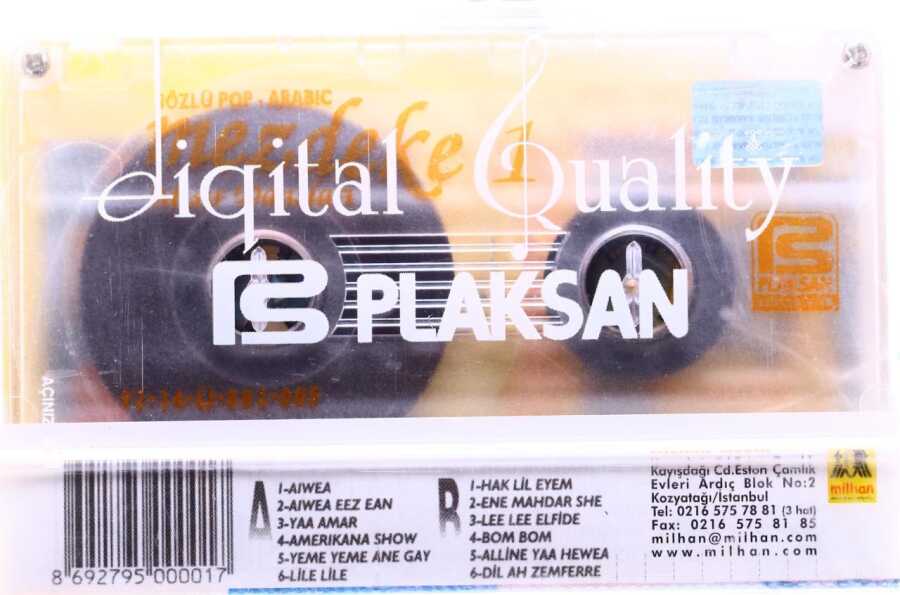 SÖZLÜ POP - ARABIC
mezdeke 1
digital Quality
PLAKSAN
PLAKSAN
AÇINIZ
A
1-AIWEA
2-AIWEA EEZ EAN
3-YAA AMAR
4-AMERIKANA SHOW
5-YEME YEME ANE GAY
6-LİLE LİLE
B
1-HAK LİL EYEM
2-ENE MAHDAR SHE
3-LEE LEE ELFİDE
4-BOM BOM
5-ALLİNE YAA HEWEA
6-DİL AH ZEMFERRE
Kayışdağı Cd.Eston Çamlık
Evleri Ardıç Blok No:2
Kozyatağı/İstanbul
Tel: 0216 575 78 81 (3 hat)
Fax: 0216 575 81 85
milhan@milhan.com
www.milhan.com
milhan
8 692795 000017